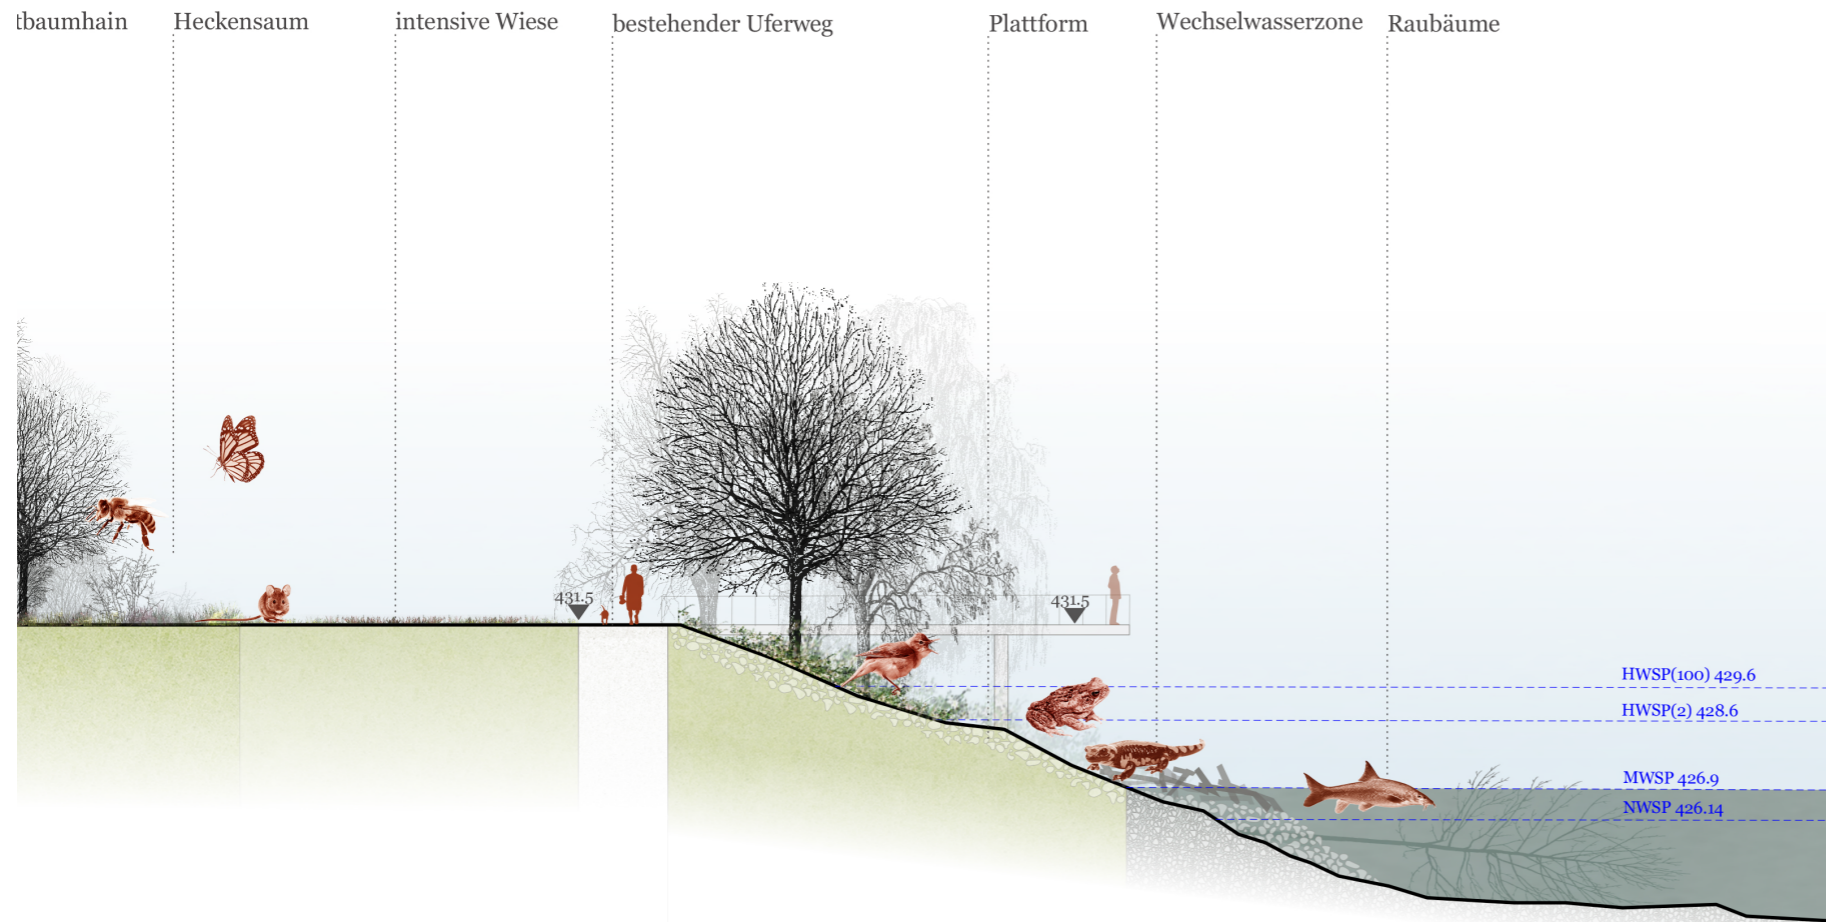 tbaumhain Heckensaum intensive Wiese bestehender Uferweg Plattform Wechselwasserzone Raubäume
431.5 431.5
HWSP(100) 429.6
HWSP(2) 428.6
MWSP 426.9
NWSP 426.14